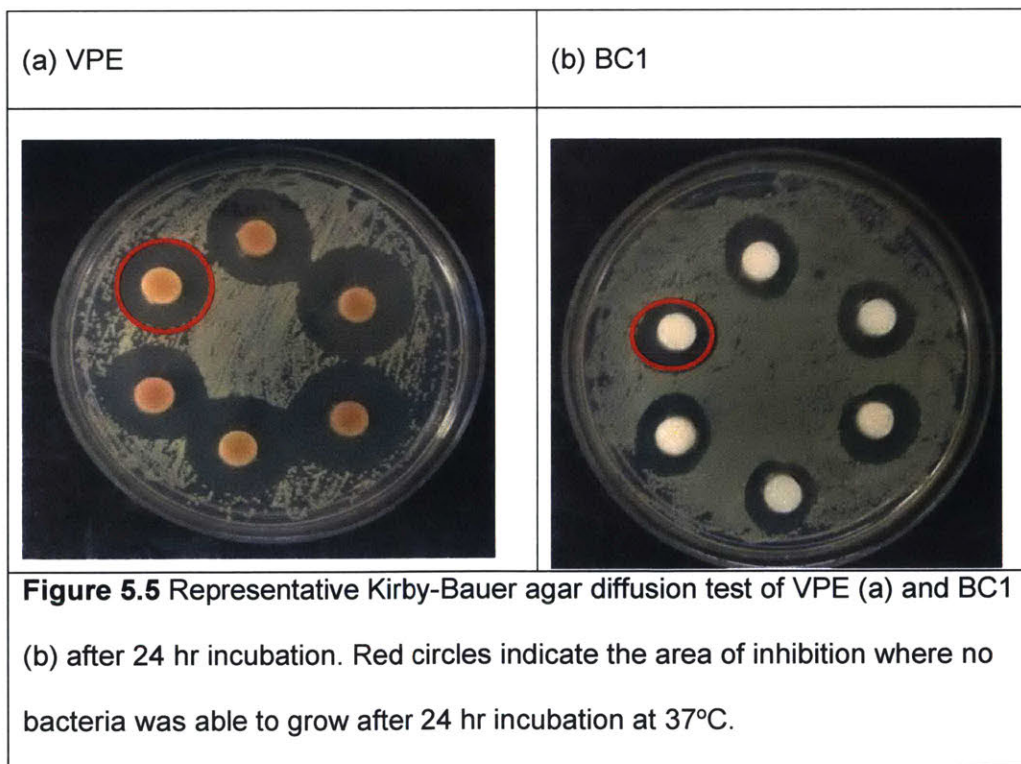 (a) VPE
(b) BC1
Figure 5.5 Representative Kirby-Bauer agar diffusion test of VPE (a) and BC1
(b) after 24 hr incubation. Red circles indicate the area of inhibition where no
bacteria was able to grow after 24 hr incubation at 37ºC.